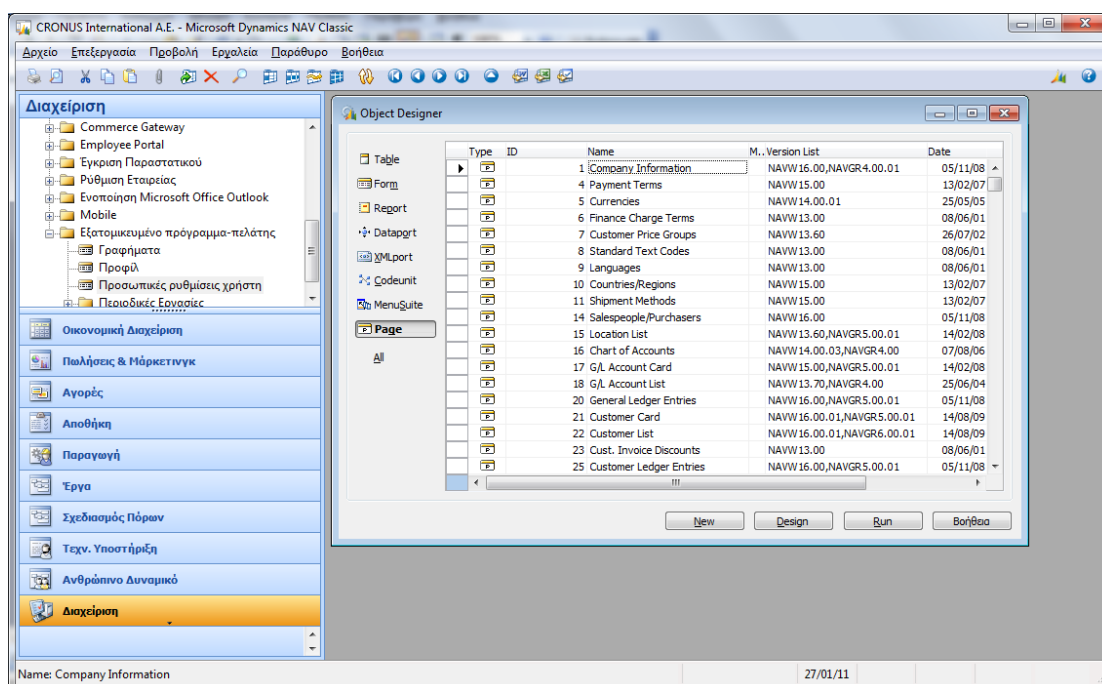 CRONUS International A.E. - Microsoft Dynamics NAV Classic
Αρχείο Επεξεργασία Προβολή Εργαλεία Παράθυρο Βοήθεια
Διαχείριση
Commerce Gateway
Employee Portal
Έγκριση Παραστατικού
Ρύθμιση Εταιρείας
Ενοποίηση Microsoft Office Outlook
Mobile
Εξατομικευμένο πρόγραμμα-πελάτης
Γραφήματα
Προφίλ
Προσωπικές ρυθμίσεις χρήστη
Περιοδικές Εργασίες
Οικονομική Διαχείριση
Πωλήσεις & Μάρκετινγκ
Αγορές
Αποθήκη
Παραγωγή
Έργα
Σχεδιασμός Πόρων
Τεχν. Υποστήριξη
Ανθρώπινο Δυναμικό
Διαχείριση
Object Designer
Table
Form
Report
Dataport
XMLport
Codeunit
MenuSuite
Page
All
Type ID Name M.. Version List Date
1 Company Information NAVW16.00,NAVGR4.00.01 05/11/08
4 Payment Terms NAVW15.00 13/02/07
5 Currencies NAVW14.00.01 25/05/05
6 Finance Charge Terms NAVW13.00 08/06/01
7 Customer Price Groups NAVW13.60 26/07/02
8 Standard Text Codes NAVW13.00 08/06/01
9 Languages NAVW13.00 08/06/01
10 Countries/Regions NAVW15.00 13/02/07
11 Shipment Methods NAVW15.00 13/02/07
14 Salespeople/Purchasers NAVW16.00 05/11/08
15 Location List NAVW13.60,NAVGR5.00.01 14/02/08
16 Chart of Accounts NAVW14.00.03,NAVGR4.00 07/08/06
17 G/L Account Card NAVW15.00,NAVGR5.00.01 14/02/08
18 G/L Account List NAVW13.70,NAVGR4.00 25/06/04
20 General Ledger Entries NAVW16.00,NAVGR5.00.01 05/11/08
21 Customer Card NAVW16.00.01,NAVGR5.00.01 14/08/09
22 Customer List NAVW16.00.01,NAVGR6.00.01 14/08/09
23 Cust. Invoice Discounts NAVW13.00 08/06/01
25 Customer Ledger Entries NAVW16.00,NAVGR5.00.01 05/11/08
New Design Run Βοήθεια
Name: Company Information 27/01/11